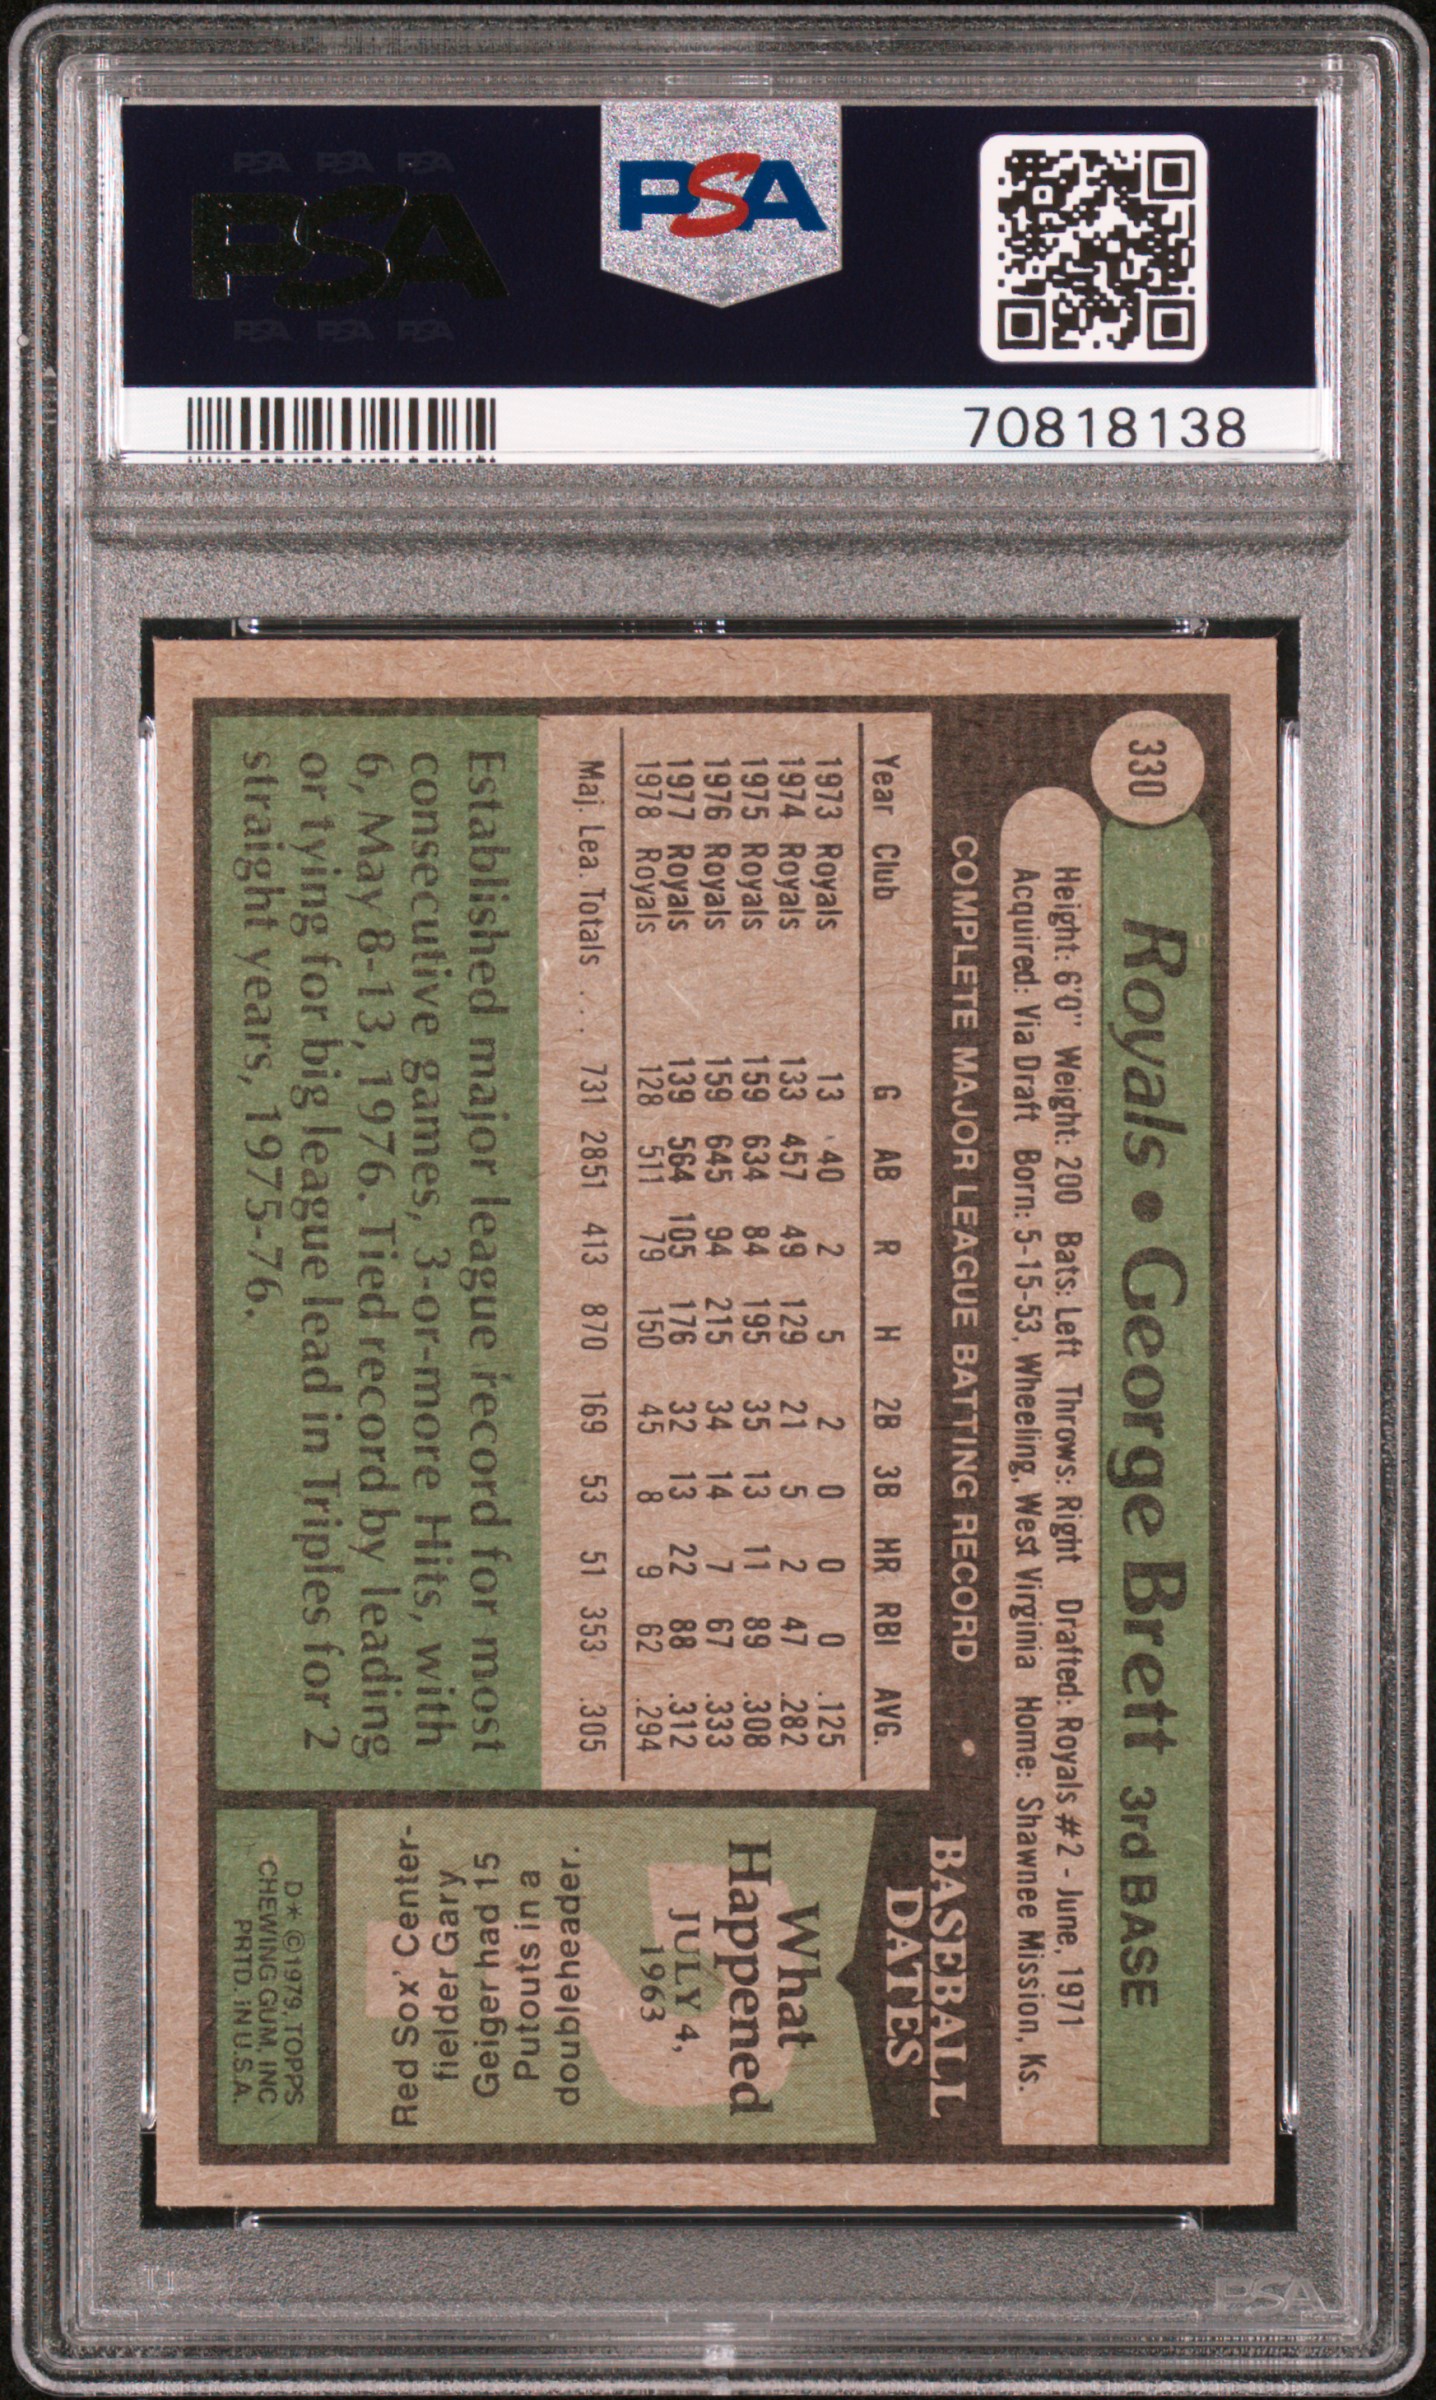 PSA PSA PSA
PSA
PSA PSA PSA
PSA
70818138
330
Royals • George Brett 3rd BASE
Height: 6'0" Weight: 200 Bats: Left Throws: Right Drafted: Royals #2 - June, 1971
Acquired: Via Draft Born: 5-15-53, Wheeling, West Virginia Home: Shawnee Mission, Ks.
COMPLETE MAJOR LEAGUE BATTING RECORD •
Year Club G AB R H 2B 3B HR RBI AVG.
1973 Royals 13 40 2 5 2 0 0 0 .125
1974 Royals 133 457 49 129 21 5 2 47 .282
1975 Royals 159 634 84 195 35 13 11 89 .308
1976 Royals 159 645 94 215 34 14 7 67 .333
1977 Royals 139 564 105 176 32 13 22 88 .312
1978 Royals 128 511 79 150 45 8 9 62 .294
Maj. Lea. Totals . . . 731 2851 413 870 169 53 51 353 .305
Established major league record for most
consecutive games, 3-or-more Hits, with
6, May 8-13, 1976. Tied record by leading
or tying for big league lead in Triples for 2
straight years, 1975-76.
BASEBALL
DATES
What
Happened
JULY 4,
1963
?
Red Sox' Center-
fielder Gary
Geiger had 15
Putouts in a
doubleheader.
D* ©1979, TOPPS
CHEWING GUM, INC
PRTD. IN U.S.A.
PSA